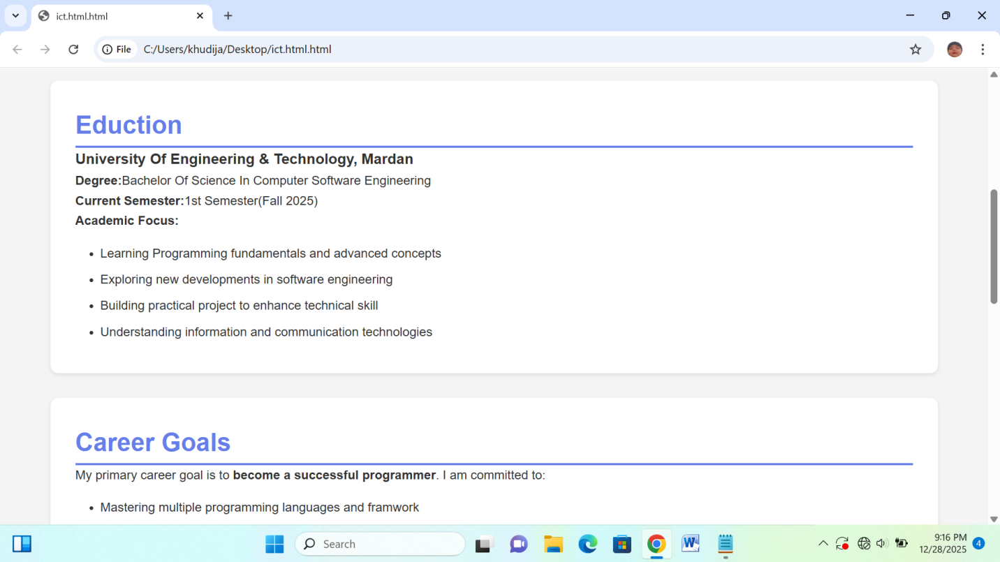 ict.html.html
File
C:/Users/khudija/Desktop/ict.html.html
Eduction
University Of Engineering & Technology, Mardan
Degree:Bachelor Of Science In Computer Software Engineering
Current Semester:1st Semester(Fall 2025)
Academic Focus:
Learning Programming fundamentals and advanced concepts
Exploring new developments in software engineering
Building practical project to enhance technical skill
Understanding information and communication technologies
Career Goals
My primary career goal is to become a successful programmer. I am committed to:
Mastering multiple programming languages and framwork
Search
9:16 PM
12/28/2025
4